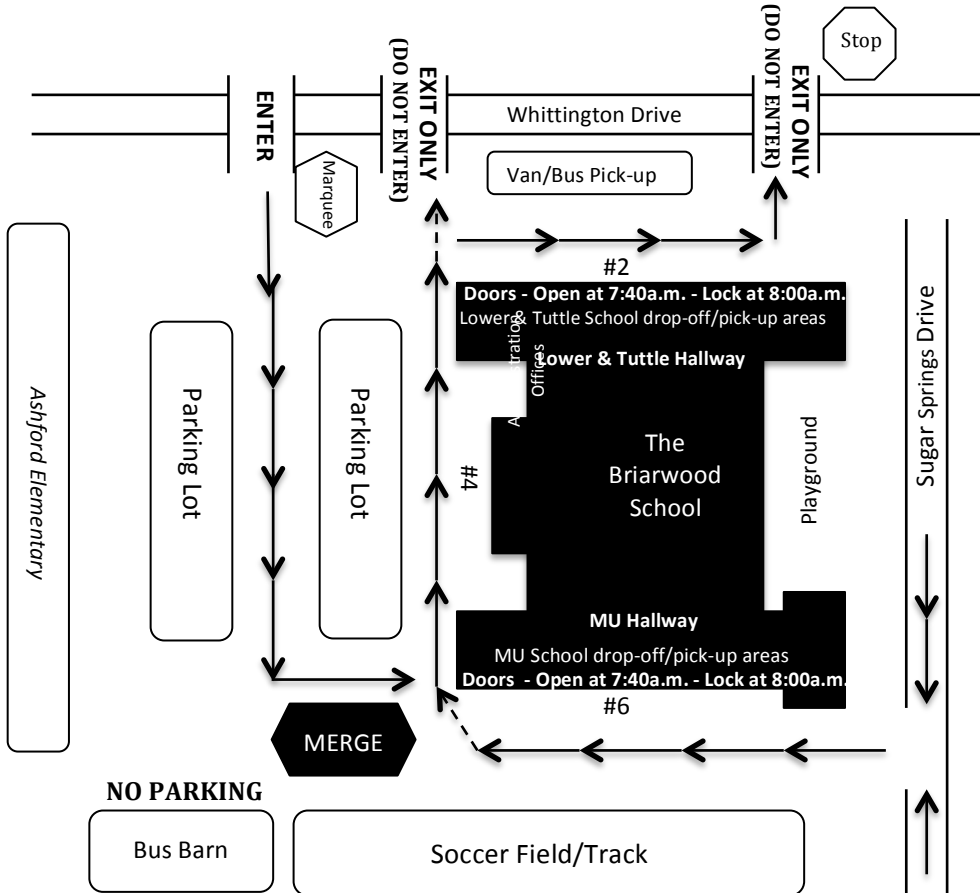 Stop
ENTER
EXIT ONLY
(DO NOT ENTER)
EXIT ONLY
(DO NOT ENTER)
Whittington Drive
Marquee
Van/Bus Pick-up
#2
Doors - Open at 7:40a.m. - Lock at 8:00a.m.
Lower & Tuttle School drop-off/pick-up areas
Offices
Lower & Tuttle Hallway
Ashford Elementary
Parking Lot
Parking Lot
#4
The
Briarwood
School
Playground
Sugar Springs Drive
MU Hallway
MU School drop-off/pick-up areas
Doors - Open at 7:40a.m. - Lock at 8:00a.m.
#6
MERGE
NO PARKING
Bus Barn
Soccer Field/Track